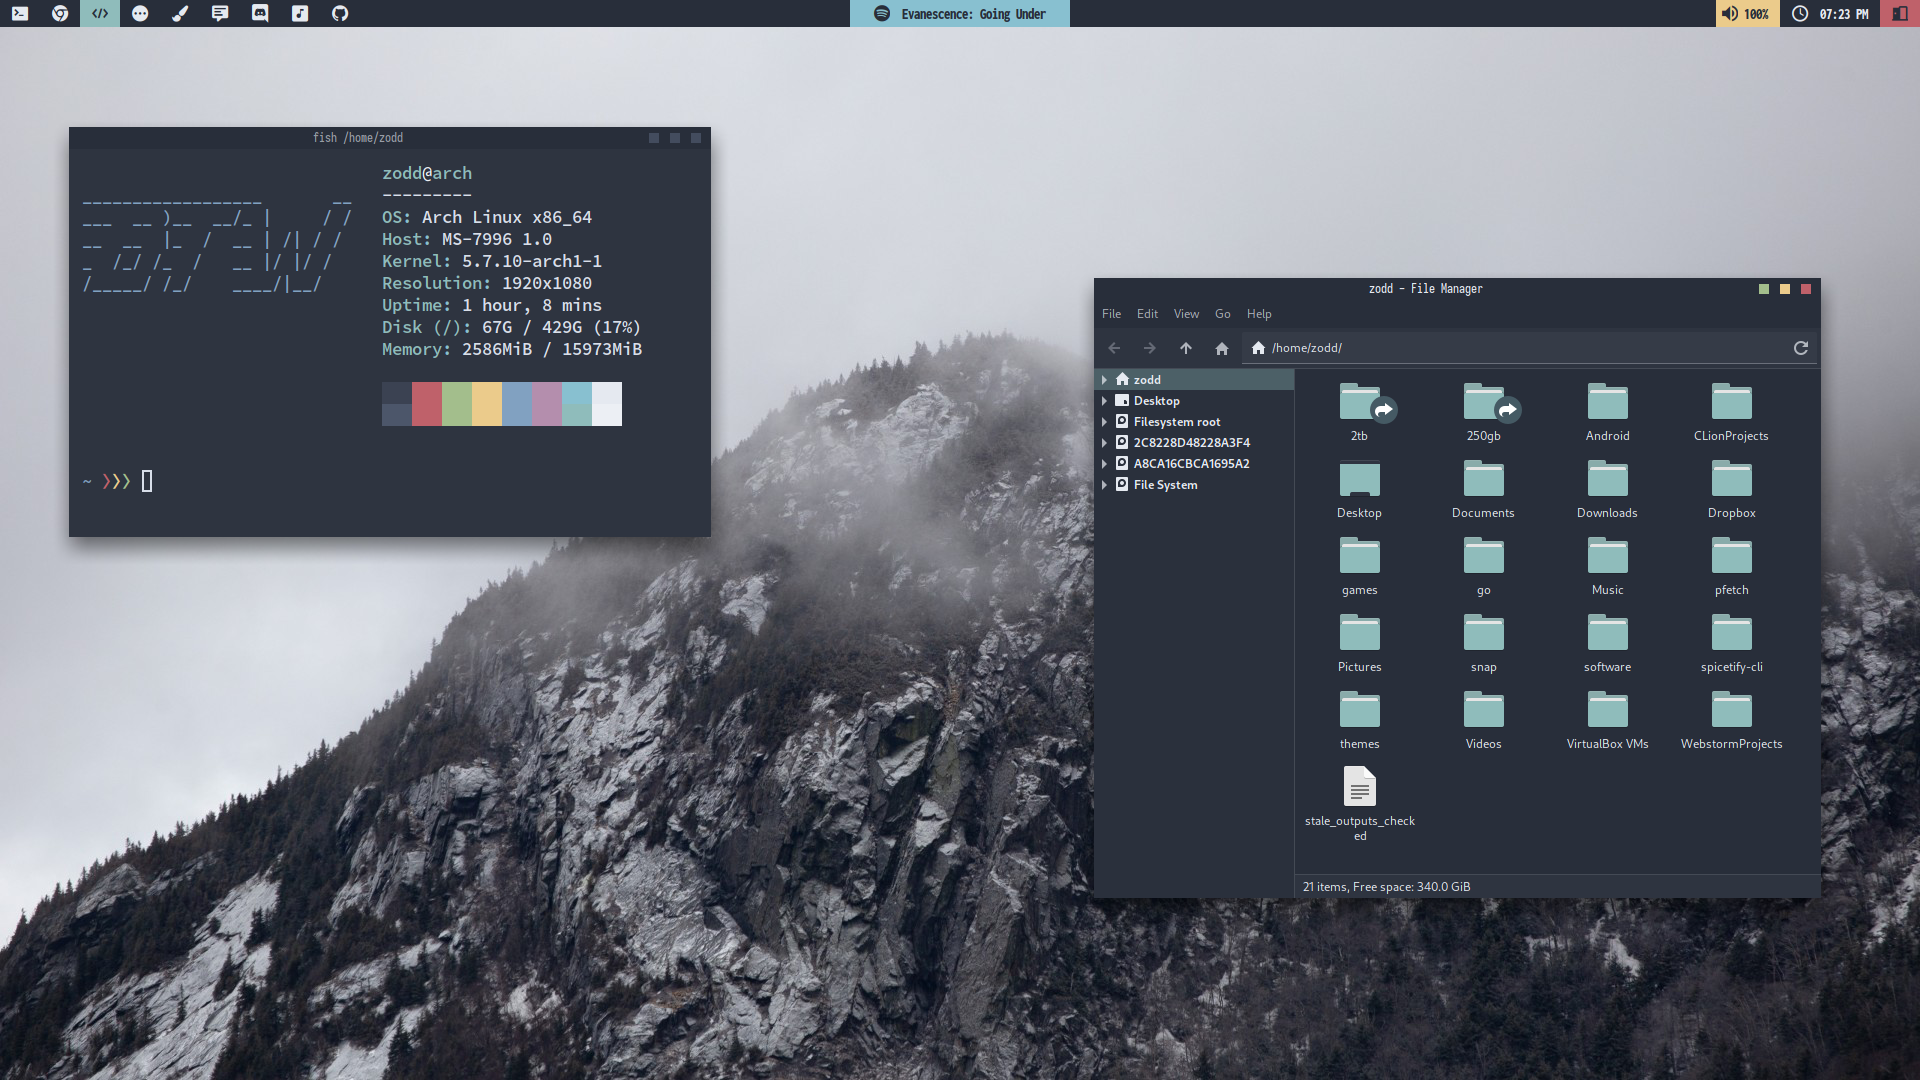 Evanescence: Going Under
100%
07:23 PM
fish /home/zodd
zodd@arch
---------
OS: Arch Linux x86_64
Host: MS-7996 1.0
Kernel: 5.7.10-arch1-1
Resolution: 1920x1080
Uptime: 1 hour, 8 mins
Disk (/): 67G / 429G (17%)
Memory: 2586MiB / 15973MiB
~ ❯❯❯
zodd - File Manager
File Edit View Go Help
/home/zodd/
zodd
Desktop
Filesystem root
2C8228D48228A3F4
A8CA16CBCA1695A2
File System
2tb 250gb Android CLionProjects
Desktop Documents Downloads Dropbox
games go Music pfetch
Pictures snap software spicetify-cli
themes Videos VirtualBox VMs WebstormProjects
stale_outputs_check
ed
21 items, Free space: 340.0 GiB